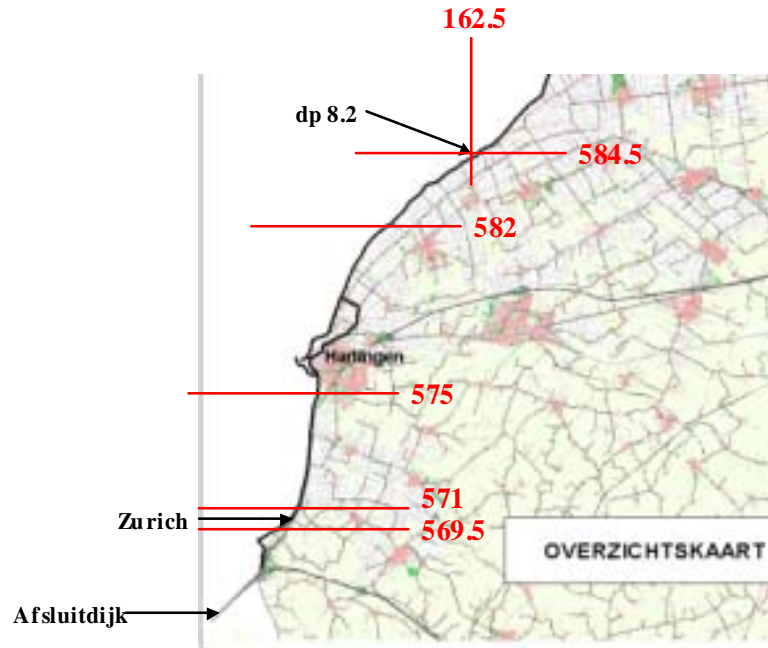 162.5
dp 8.2
584.5
582
Harlingen
575
571
Zurich
569.5
OVERZICHTSKAART
Afsluitdijk